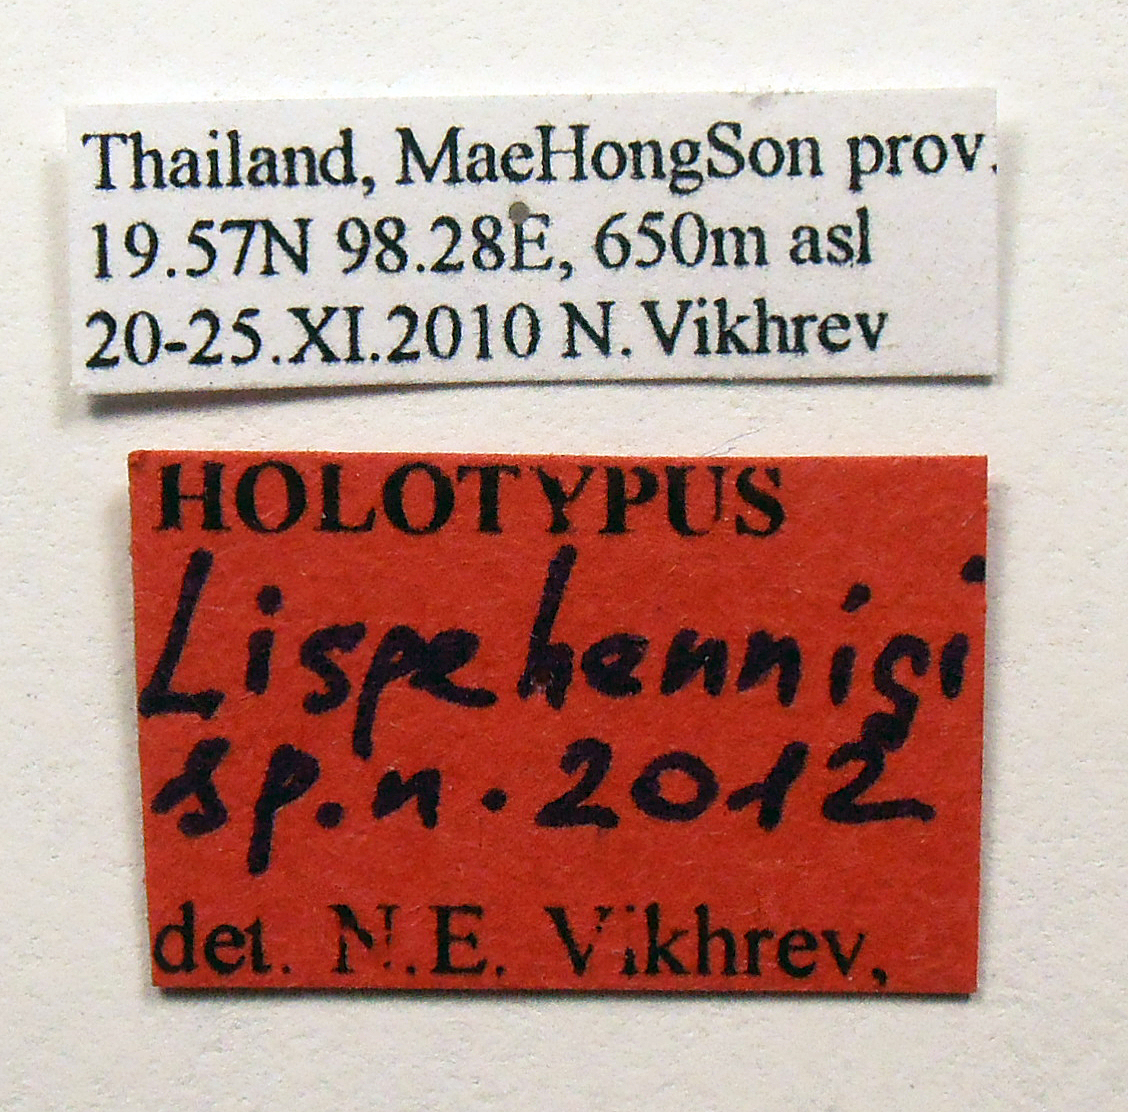 Thailand, MaeHongSon prov.
19.57N 98.28E, 650m asl
20-25.XI.2010 N.Vikhrev
HOLOTYPUS
Lispe hennigi
sp.n. 2012
det. N.E. Vikhrev,